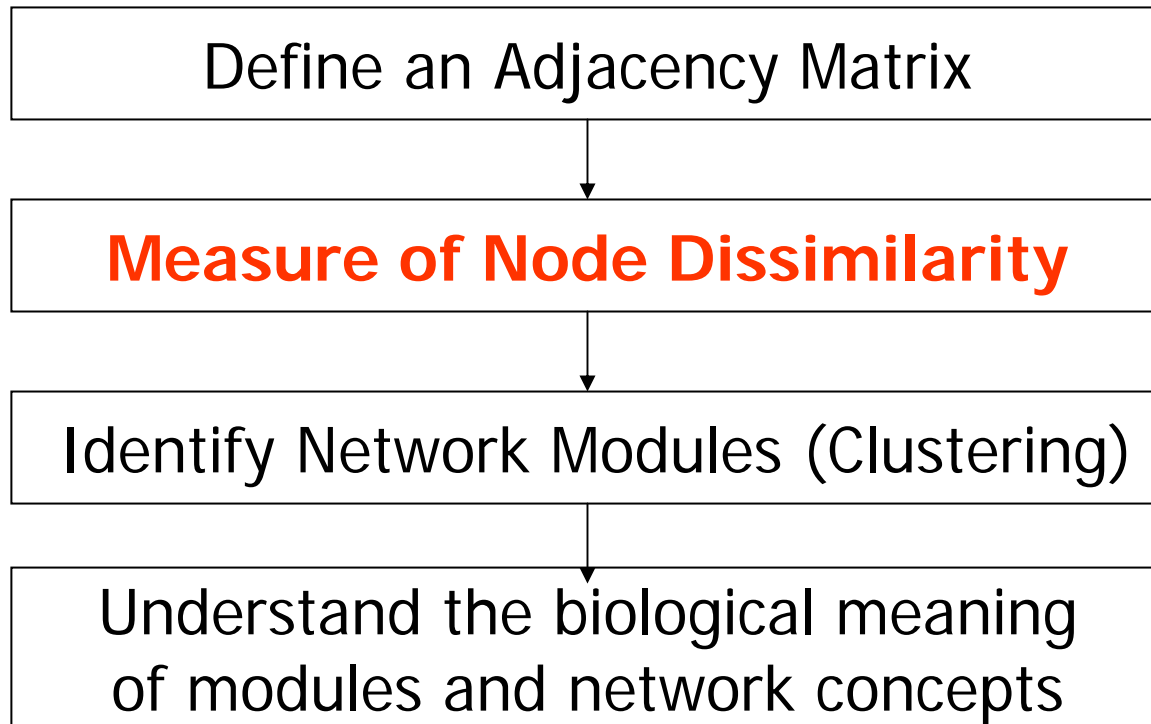 Define an Adjacency Matrix
Measure of Node Dissimilarity
Identify Network Modules (Clustering)
Understand the biological meaning
of modules and network concepts